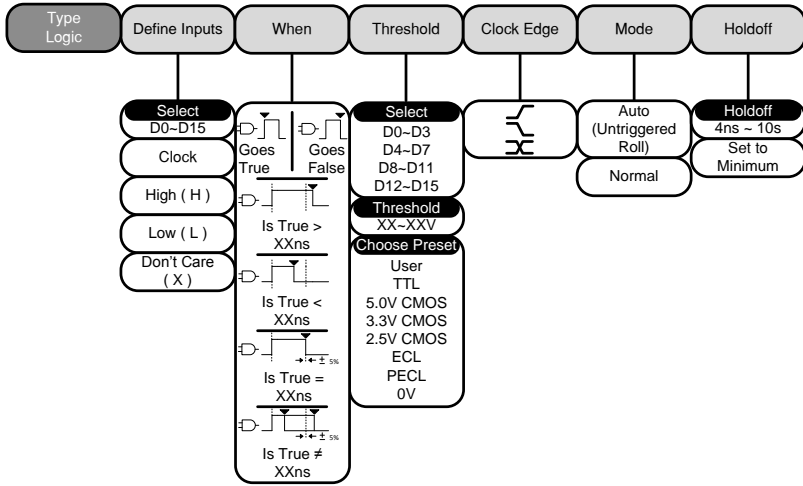 Type
Logic
Define Inputs
When
Threshold
Clock Edge
Mode
Holdoff
Select
D0~D15
Clock
High ( H )
Low ( L )
Don't Care
( X )
Goes
True
Goes
False
Is True >
XXns
Is True <
XXns
± 5%
Is True =
XXns
± 5%
Is True ≠
XXns
Select
D0~D3
D4~D7
D8~D11
D12~D15
Threshold
XX~XXV
Choose Preset
User
TTL
5.0V CMOS
3.3V CMOS
2.5V CMOS
ECL
PECL
0V
Auto
(Untriggered
Roll)
Normal
Holdoff
4ns ~ 10s
Set to
Minimum